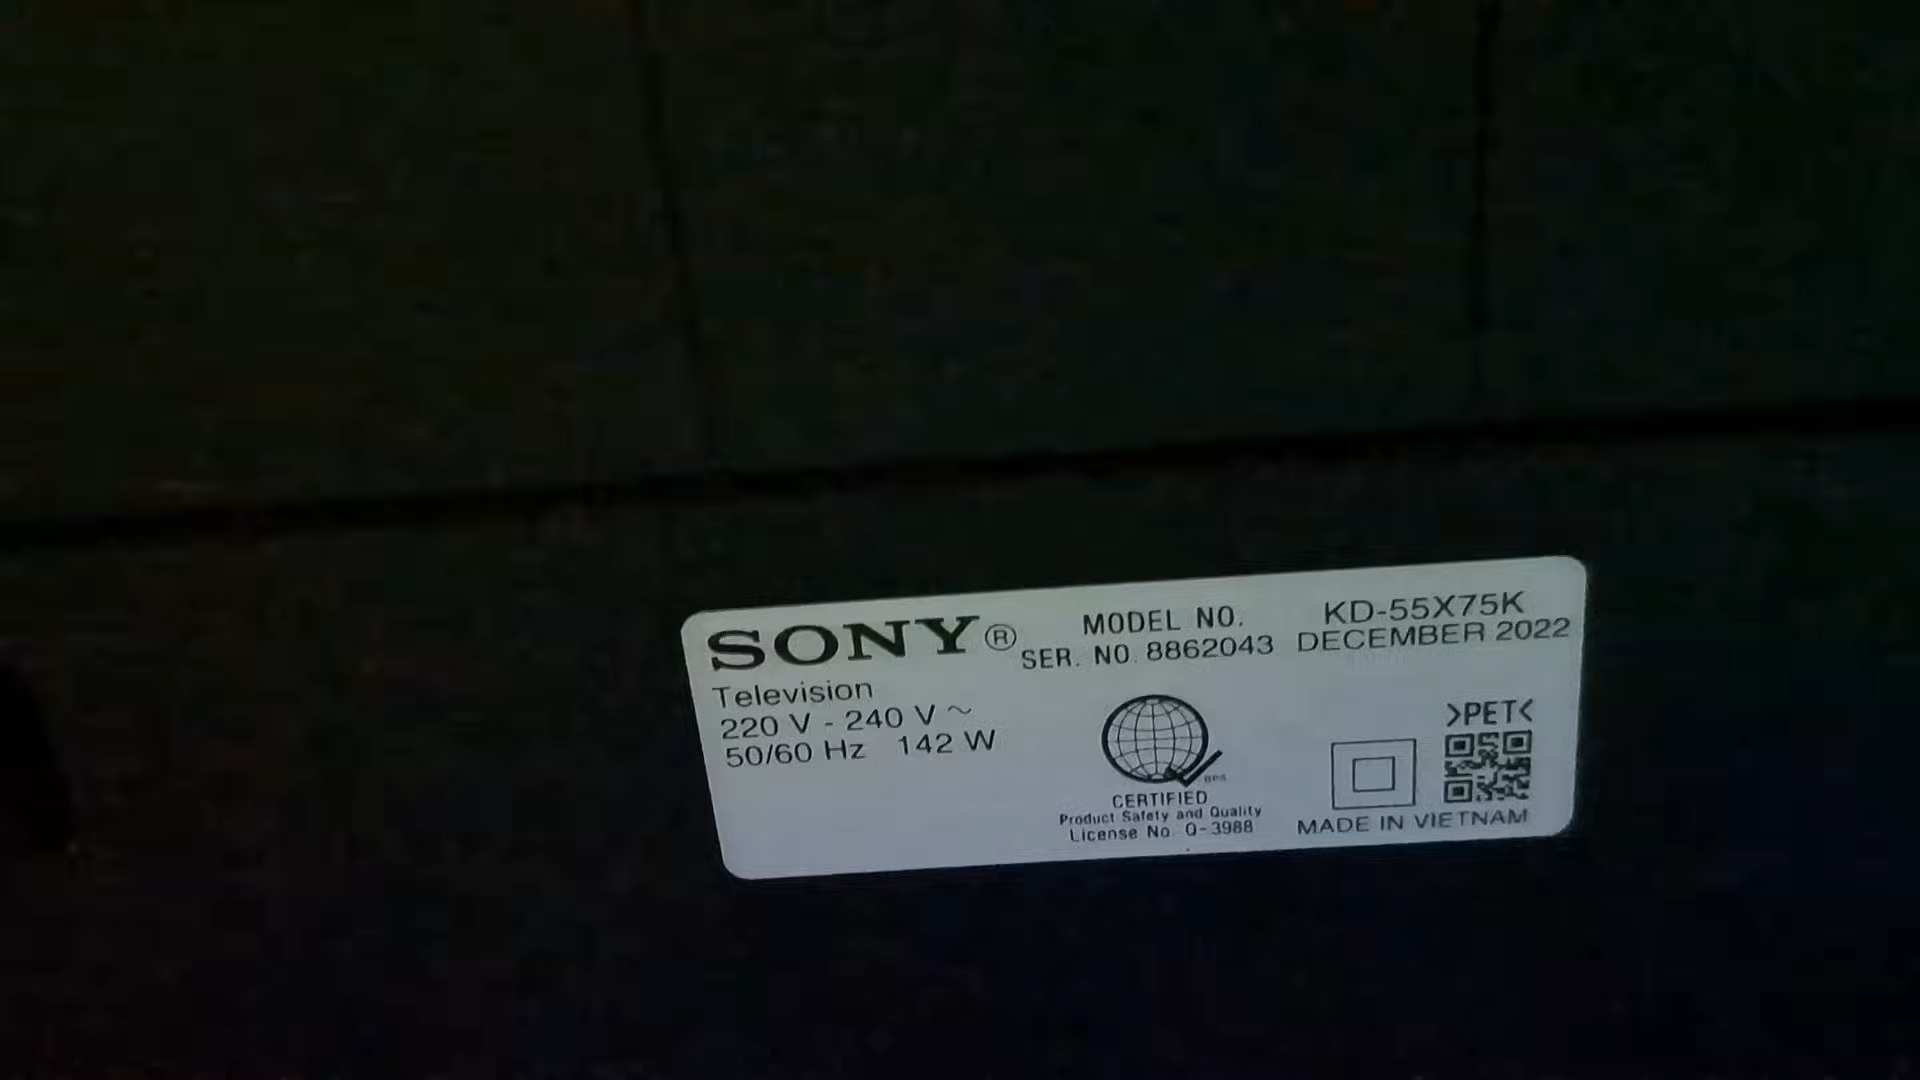 SONY® MODEL NO. KD-55X75K
SER. NO. 8862043 DECEMBER 2022
Television
220 V - 240 V ~
50/60 Hz 142 W
>PET<
BPS
CERTIFIED
Product Safety and Quality
License No. Q-3988
MADE IN VIETNAM